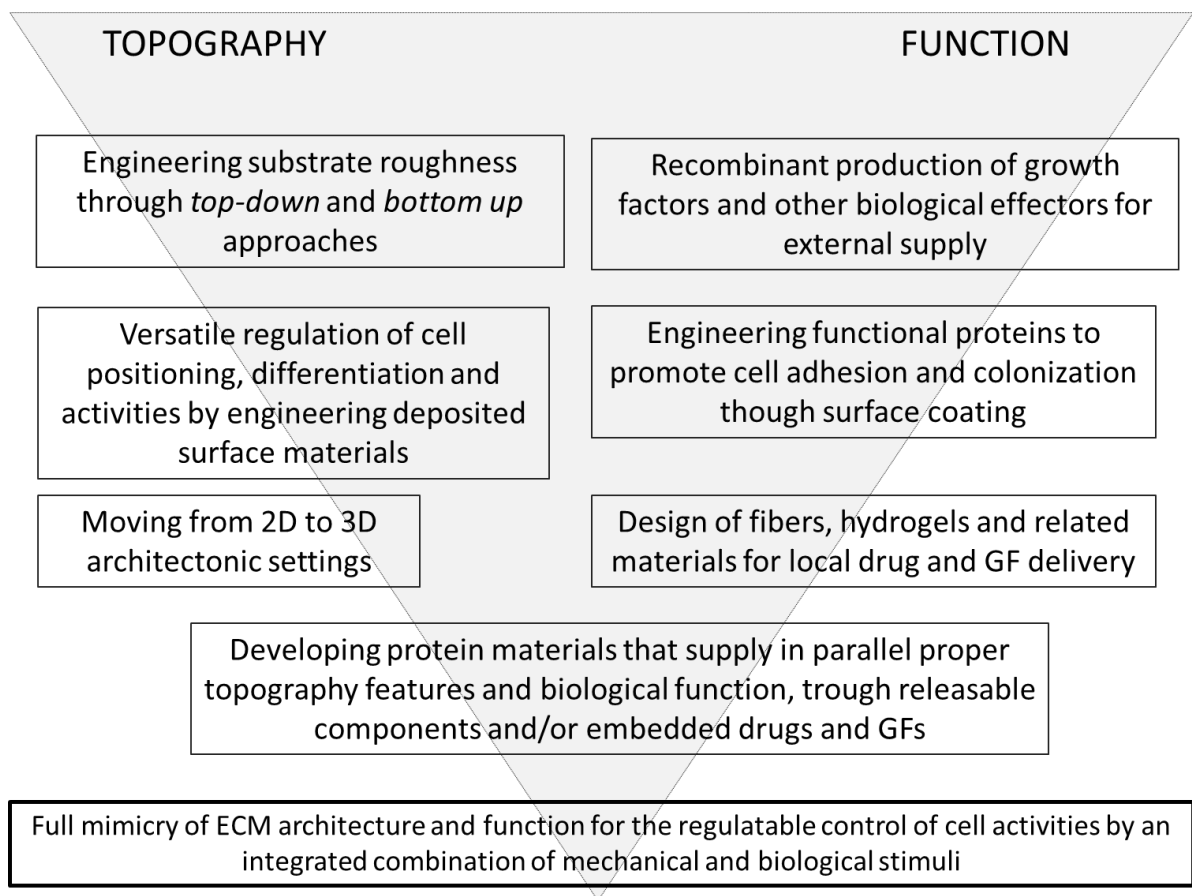 TOPOGRAPHY
FUNCTION
Engineering substrate roughness
through top-down and bottom up
approaches
Recombinant production of growth
factors and other biological effectors for
external supply
Versatile regulation of cell
positioning, differentiation and
activities by engineering deposited
surface materials
Engineering functional proteins to
promote cell adhesion and colonization
though surface coating
Moving from 2D to 3D
architectonic settings
Design of fibers, hydrogels and related
materials for local drug and GF delivery
Developing protein materials that supply in parallel proper
topography features and biological function, trough releasable
components and/or embedded drugs and GFs
Full mimicry of ECM architecture and function for the regulatable control of cell activities by an
integrated combination of mechanical and biological stimuli